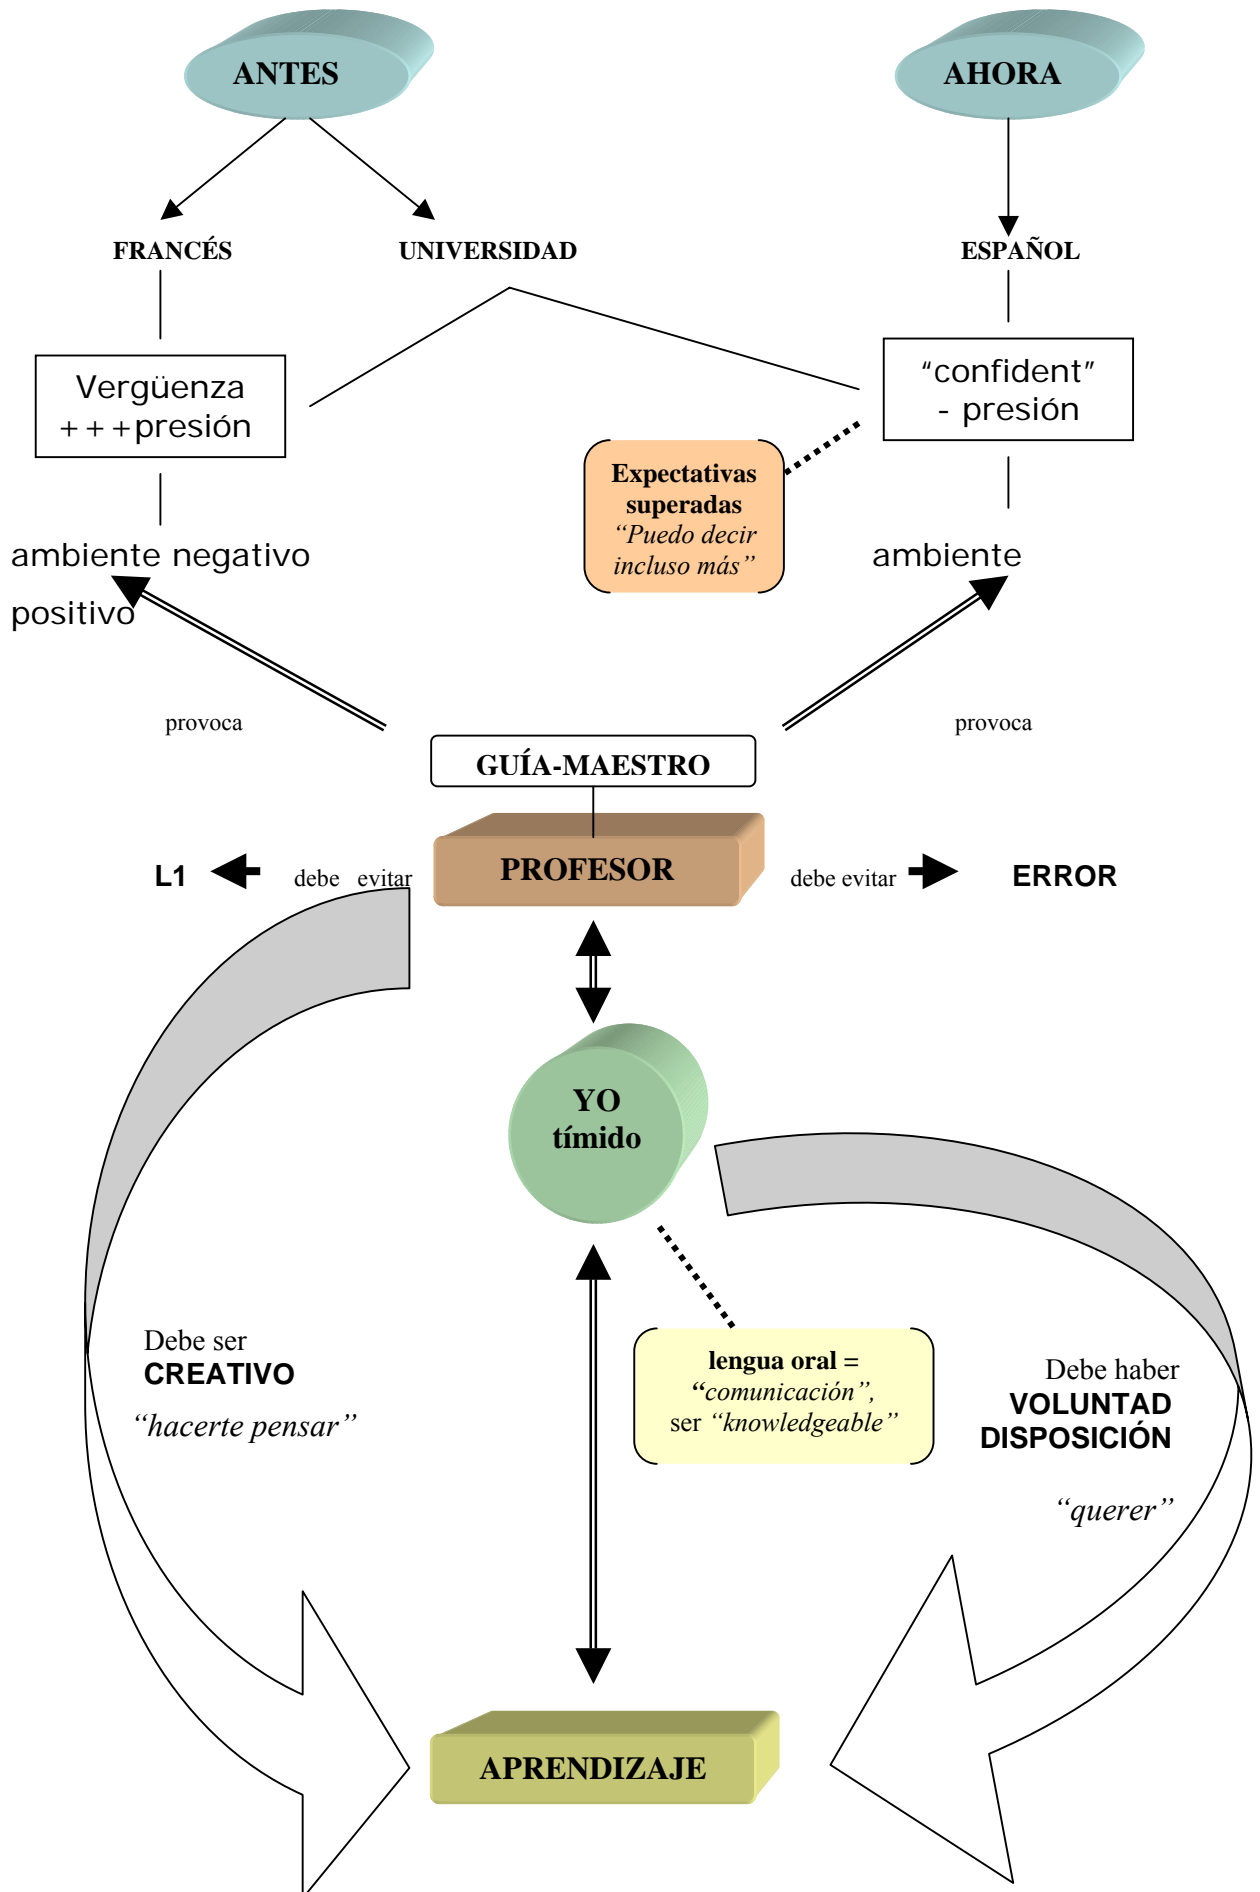 ANTES
AHORA
FRANCÉS
UNIVERSIDAD
ESPAÑOL
Vergüenza
+++presión
“confident”
- presión
Expectativas
superadas
“Puedo decir
incluso más”
ambiente negativo
ambiente
positivo
provoca
provoca
GUÍA-MAESTRO
PROFESOR
L1
debe evitar
debe evitar
ERROR
YO
tímido
Debe ser
CREATIVO
“hacerte pensar”
lengua oral =
“comunicación”,
ser “knowledgeable”
Debe haber
VOLUNTAD
DISPOSICIÓN
“querer”
APRENDIZAJE